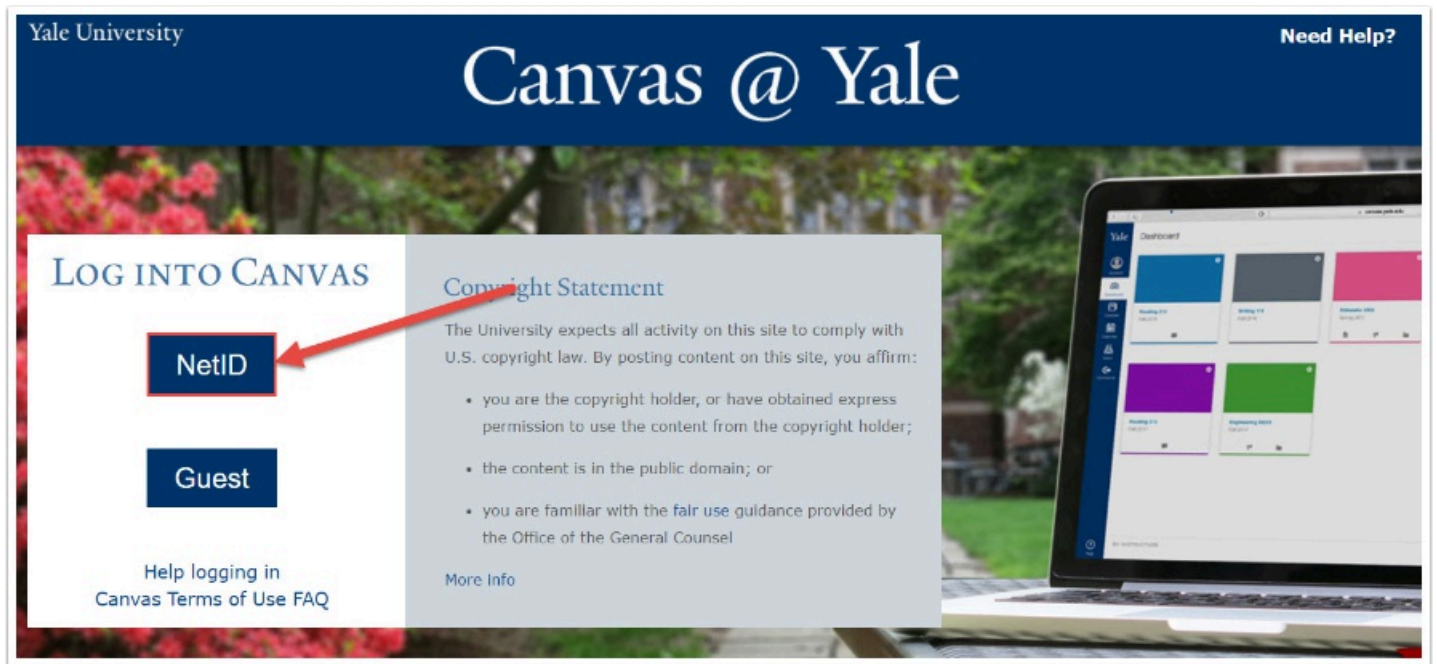 Yale University
Need Help?
Canvas @ Yale
LOG INTO CANVAS
NetID
Guest
Help logging in
Canvas Terms of Use FAQ
Copyright Statement
The University expects all activity on this site to comply with
U.S. copyright law. By posting content on this site, you affirm:
• you are the copyright holder, or have obtained express
permission to use the content from the copyright holder;
• the content is in the public domain; or
• you are familiar with the fair use guidance provided by
the Office of the General Counsel
More Info
Yale
Dashboard